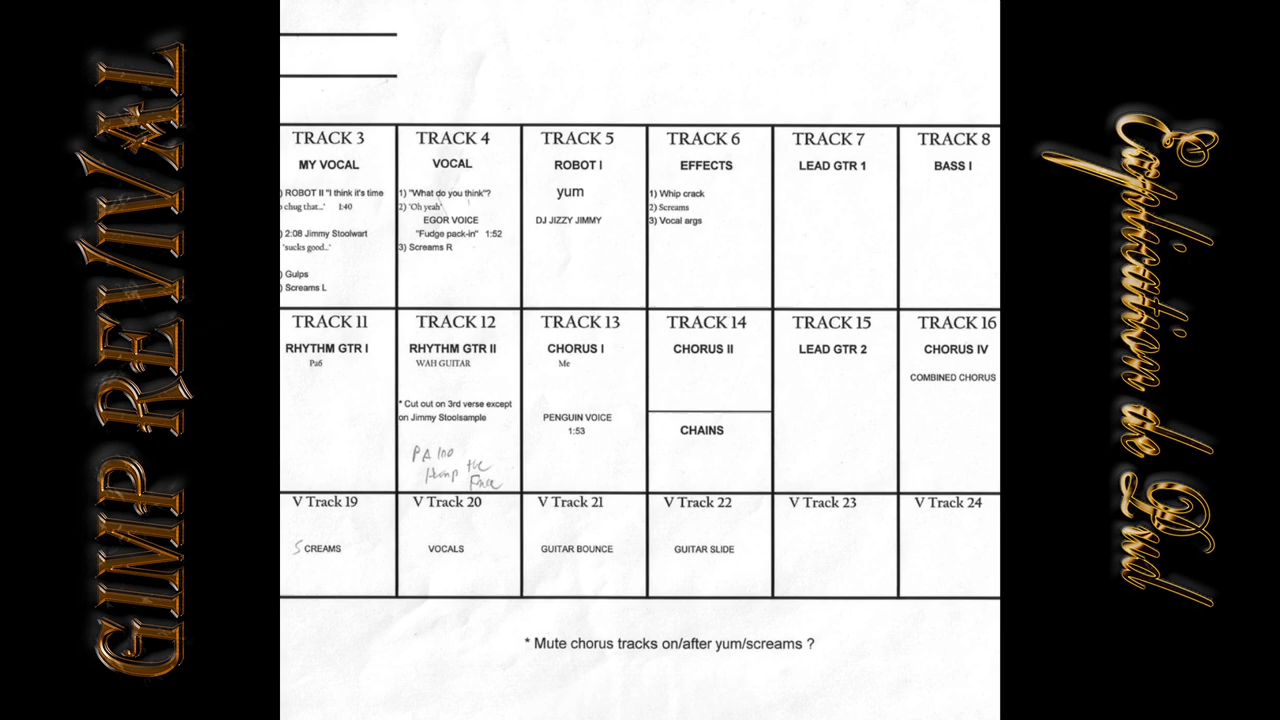 GIMP REVIVAL
TRACK 3
MY VOCAL
) ROBOT II "I think it's time
chug that..." 1:40
) 2:08 Jimmy Stoolwart
'sucks good..'
) Gulps
) Screams L
TRACK 4
VOCAL
1) "What do you think"?
2) 'Oh yeah'
EGOR VOICE
"Fudge pack-in" 1:52
3) Screams R
TRACK 5
ROBOT I
yum
DJ JIZZY JIMMY
TRACK 6
EFFECTS
1) Whip crack
2) Screams
3) Vocal args
TRACK 7
LEAD GTR 1
TRACK 8
BASS I
TRACK 11
RHYTHM GTR I
Pa6
TRACK 12
RHYTHM GTR II
WAH GUITAR
* Cut out on 3rd verse except
on Jimmy Stoolsample
PA 100
the
TRACK 13
CHORUS I
Me
PENGUIN VOICE
1:53
TRACK 14
CHORUS II
CHAINS
TRACK 15
LEAD GTR 2
TRACK 16
CHORUS IV
COMBINED CHORUS
V Track 19
SCREAMS
V Track 20
VOCALS
V Track 21
GUITAR BOUNCE
V Track 22
GUITAR SLIDE
V Track 23
V Track 24
* Mute chorus tracks on/after yum/screams ?
Explication de Pud